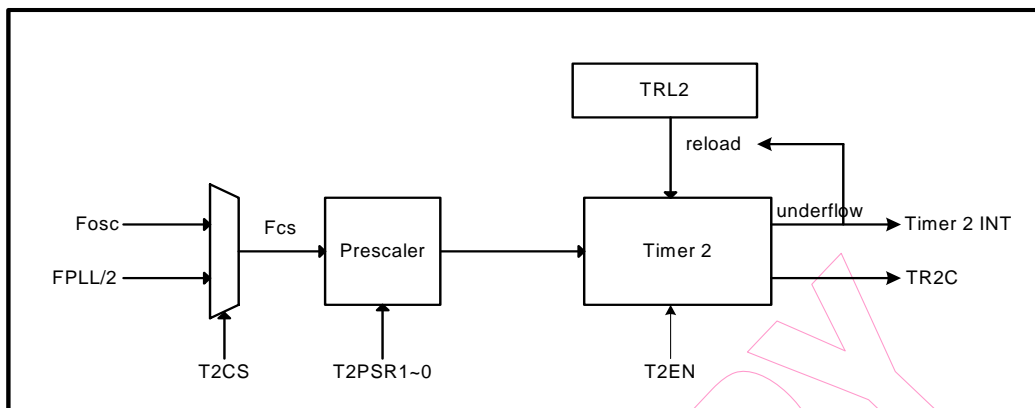 TRL2
reload
underflow
Fosc
Fcs
Prescaler
Timer 2
Timer 2 INT
FPLL/2
TR2C
T2CS
T2PSR1~0
T2EN